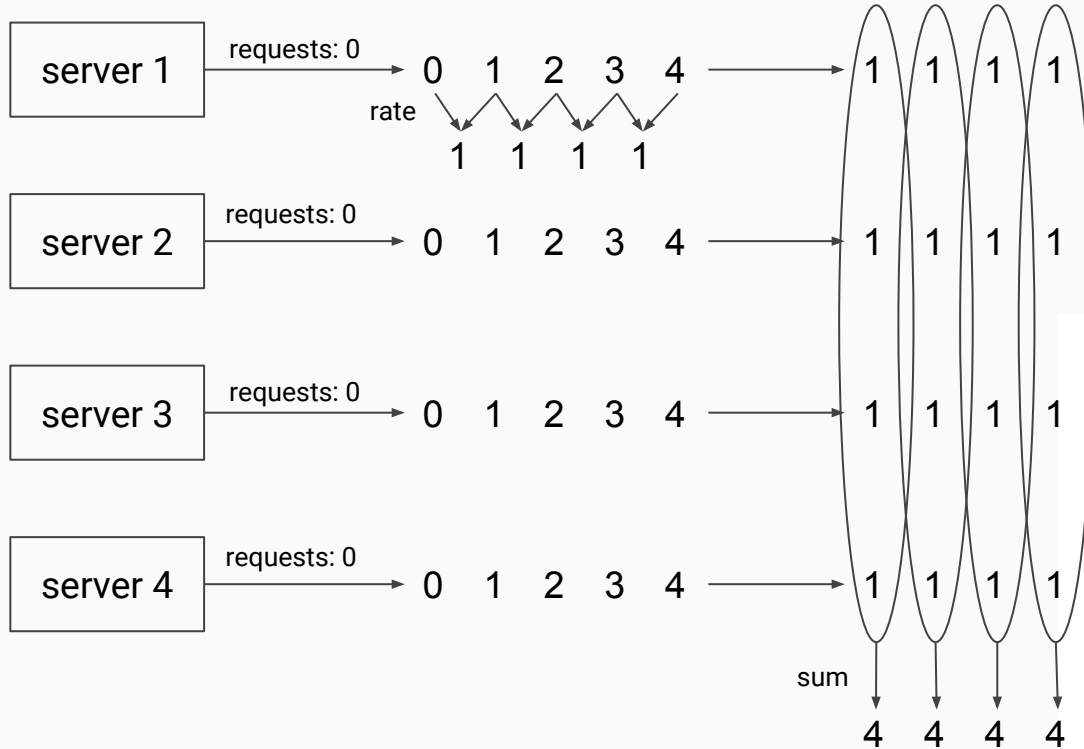 server 1
requests: 0
0 1 2 3 4
1 1 1 1
rate
1 1 1 1
server 2
requests: 0
0 1 2 3 4
1 1 1 1
server 3
requests: 0
0 1 2 3 4
1 1 1 1
server 4
requests: 0
0 1 2 3 4
1 1 1 1
sum
4 4 4 4